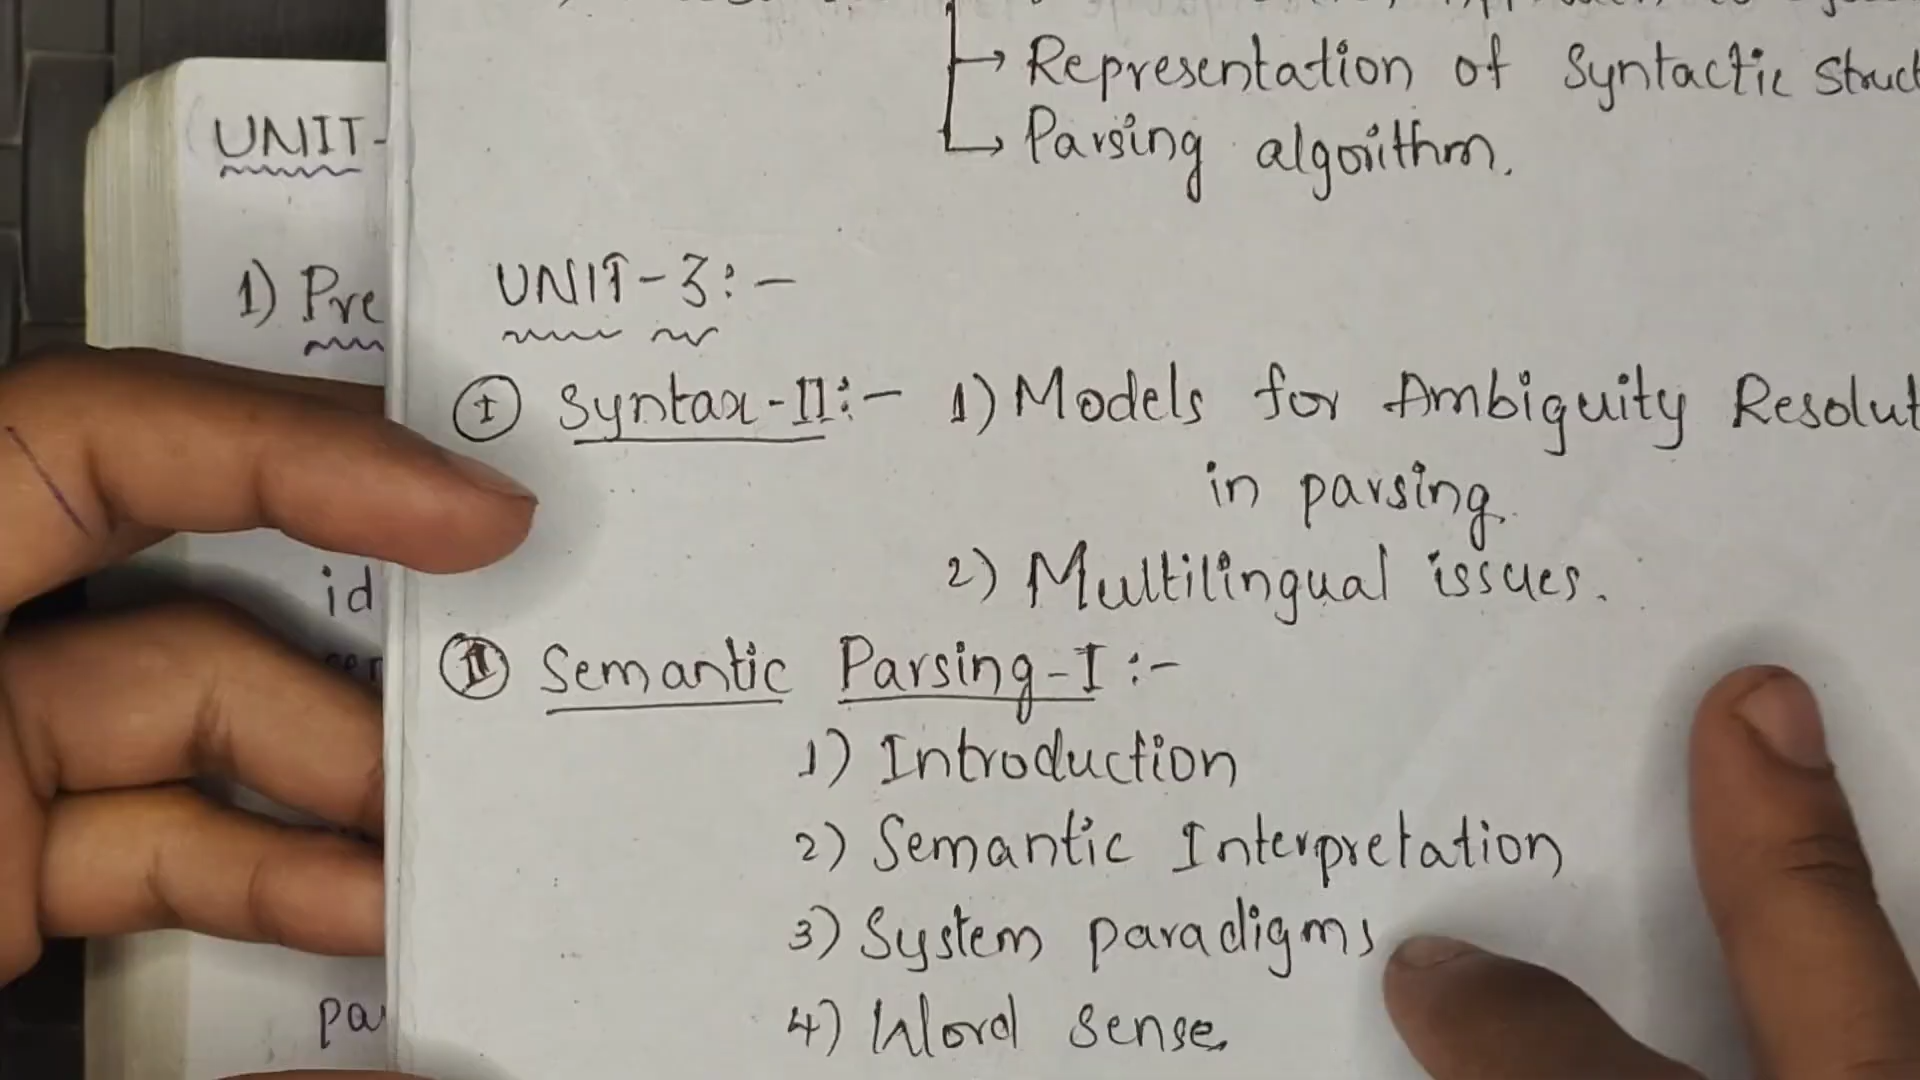 Representation of Syntactic Struct
Parsing algorithm.
UNIT-
1) Pre
id
pa
UNIT-3:-
I Syntax-II:- 1) Models for Ambiguity Resolut
in parsing.
2) Multilingual issues.
II Semantic Parsing-I:-
1) Introduction
2) Semantic Interpretation
3) System paradigms
4) Word Sense.